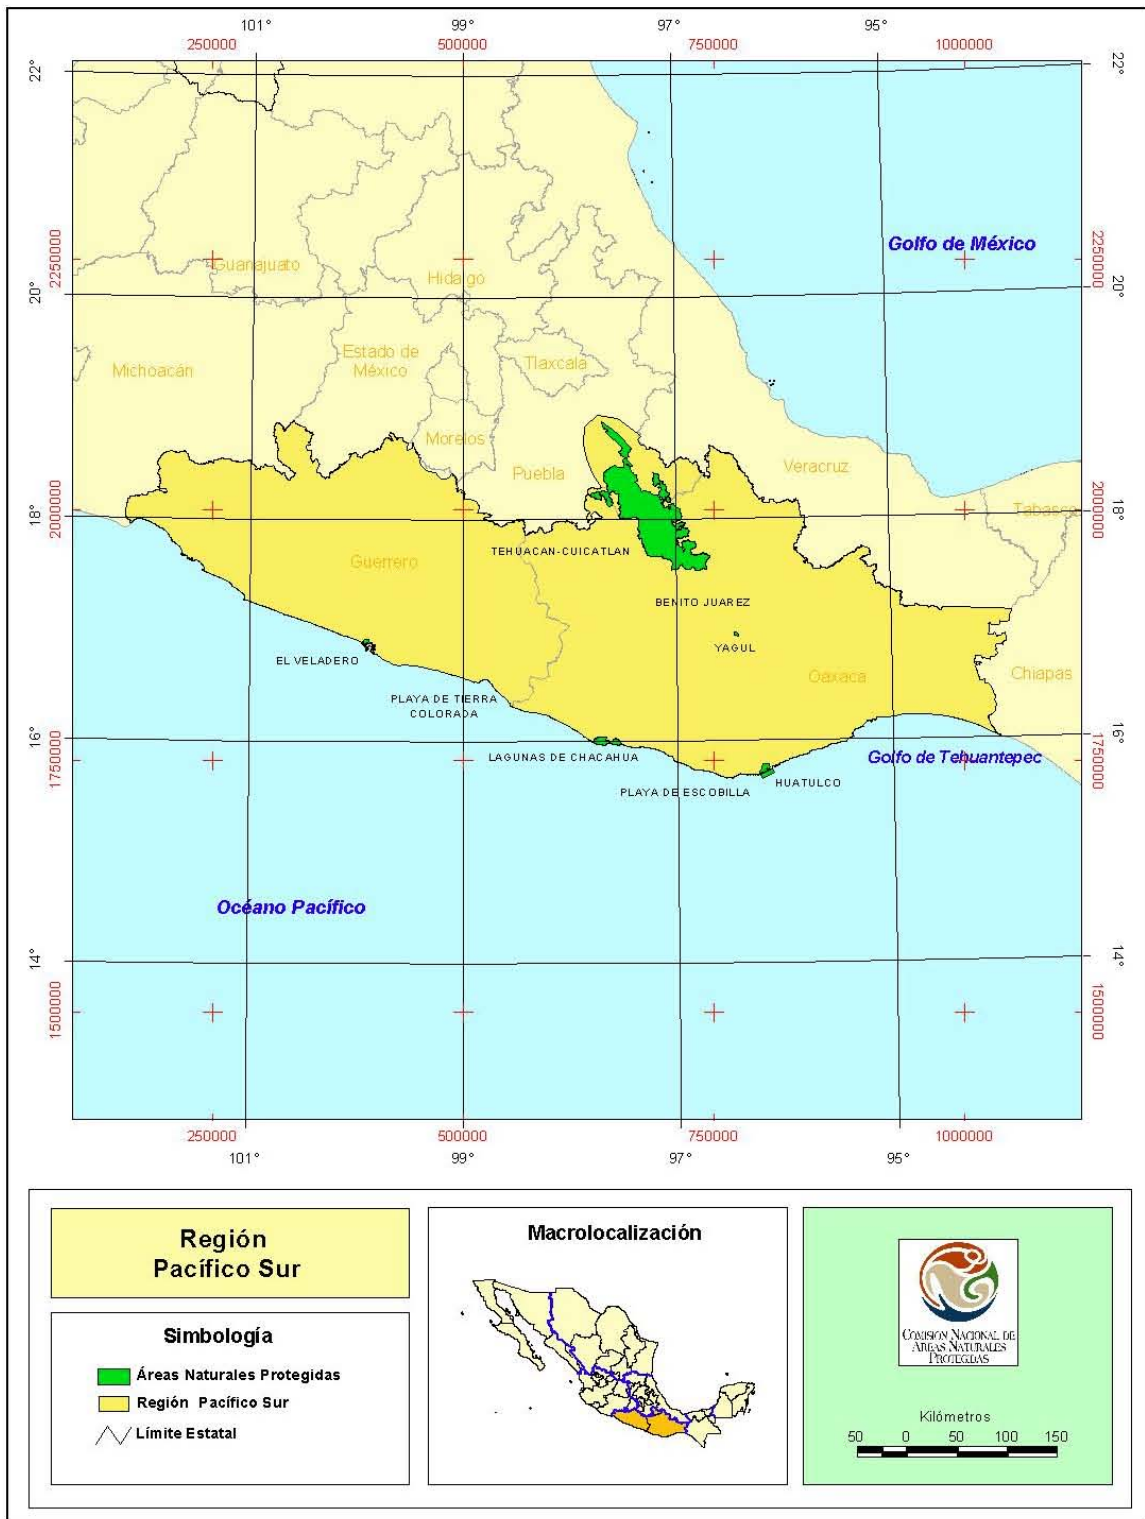 101° 99° 97° 95°
250000 500000 750000 1000000
22° 22°
Golfo de México
2250000 2250000
Guanajuato
Hidalgo
20° 20°
Estado de
México
Tlaxcala
Michoacán
Morelos
Puebla
Veracruz
2000000 2000000
Tabasco
18° 18°
TEHUACAN-CUICATLAN
Guerrero
BENITO JUAREZ
YAGUL
EL VELADERO
Oaxaca
Chiapas
PLAYA DE TIERRA
COLORADA
16° 16°
1750000 1750000
LAGUNAS DE CHACAHUA
Golfo de Tehuantepec
HUATULCO
PLAYA DE ESCOBILLA
Océano Pacífico
14° 14°
1500000 1500000
250000 500000 750000 1000000
101° 99° 97° 95°
Región
Pacífico Sur
Simbología
Áreas Naturales Protegidas
Región Pacífico Sur
Límite Estatal
Macrolocalización
COMISION NACIONAL DE
AREAS NATURALES
PROTEGIDAS
Kilómetros
50 0 50 100 150